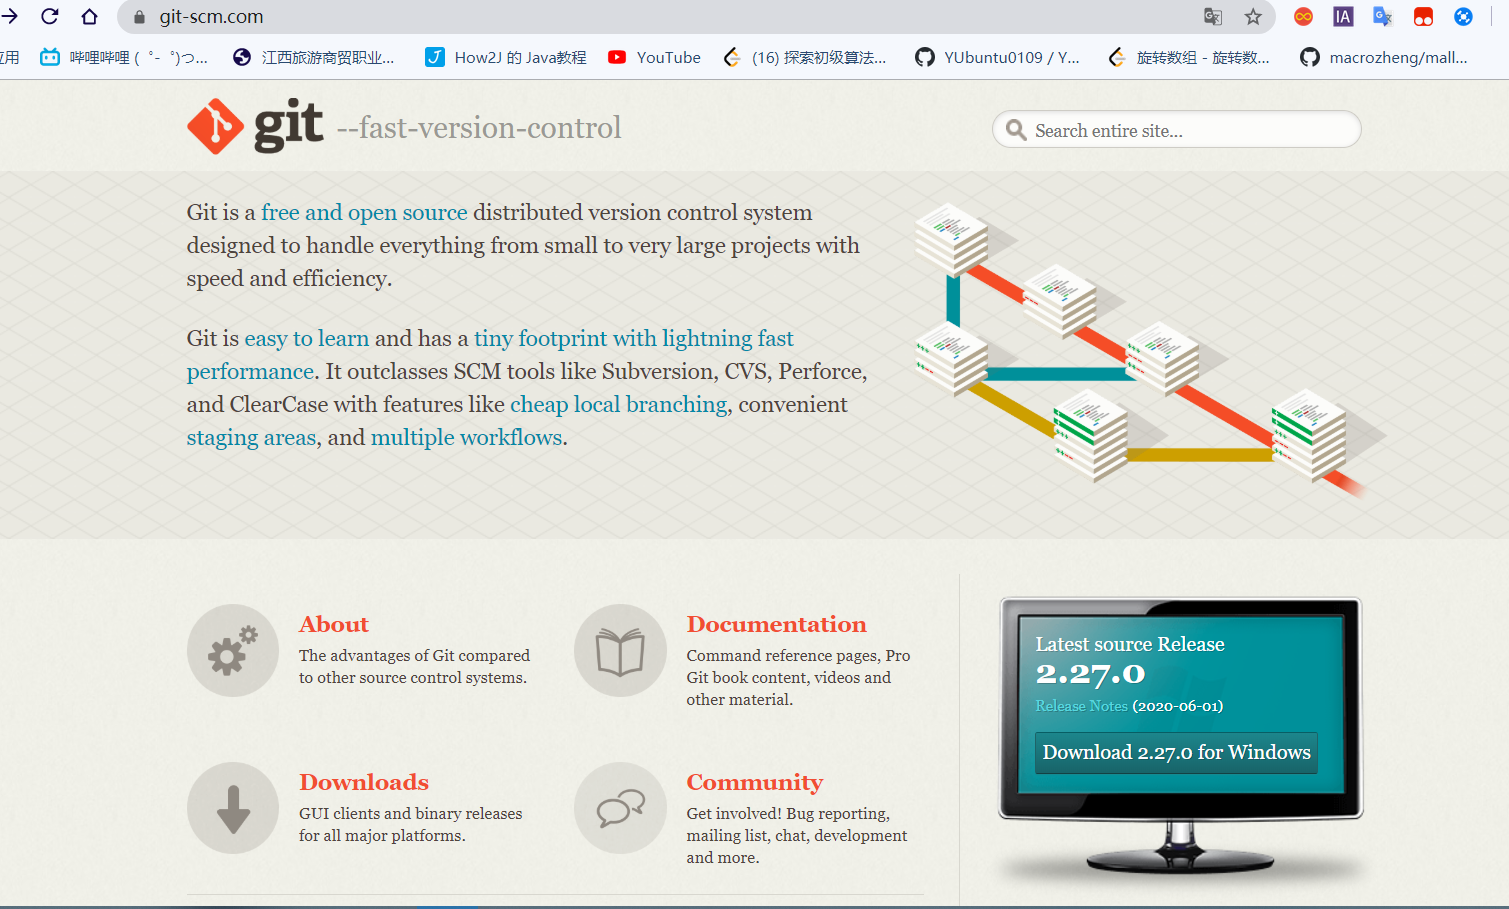 git-scm.com
应用
哔哩哔哩 ( ゜- ゜)つ...
江西旅游商贸职业...
How2J 的 Java教程
YouTube
(16) 探索初级算法...
YUbuntu0109 / Y...
旋转数组 - 旋转数...
macrozheng/mall...
git --fast-version-control
Search entire site...
Git is a free and open source distributed version control system
designed to handle everything from small to very large projects with
speed and efficiency.
Git is easy to learn and has a tiny footprint with lightning fast
performance. It outclasses SCM tools like Subversion, CVS, Perforce,
and ClearCase with features like cheap local branching, convenient
staging areas, and multiple workflows.
About
The advantages of Git compared
to other source control systems.
Documentation
Command reference pages, Pro
Git book content, videos and
other material.
Downloads
GUI clients and binary releases
for all major platforms.
Community
Get involved! Bug reporting,
mailing list, chat, development
and more.
Latest source Release
2.27.0
Release Notes (2020-06-01)
Download 2.27.0 for Windows